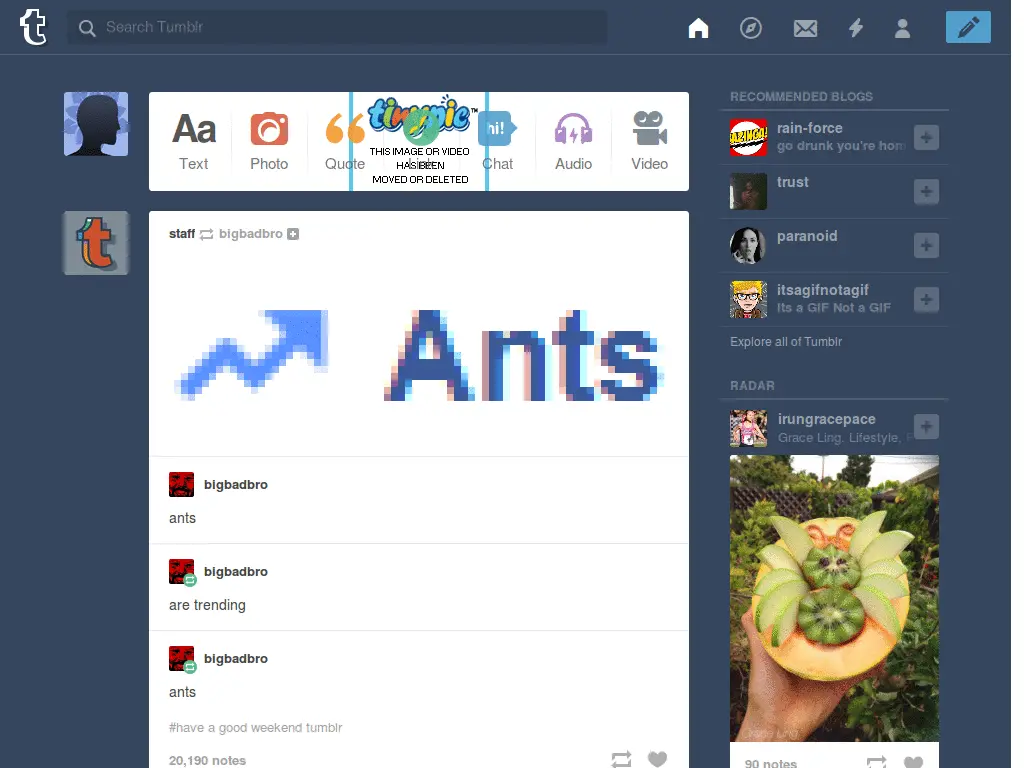 Search Tumblr
Aa
Text
Photo
Quote
tinypic™
THIS IMAGE OR VIDEO
HAS BEEN
MOVED OR DELETED
Link
hi!
Chat
Audio
Video
staff bigbadbro
Ants
bigbadbro
ants
bigbadbro
are trending
bigbadbro
ants
#have a good weekend tumblr
20,190 notes
RECOMMENDED BLOGS
BAZINGA!
rain-force
go drunk you're hom
trust
paranoid
itsagifnotagif
Its a GIF Not a GIF
Explore all of Tumblr
RADAR
irungracepace
Grace Ling. Lifestyle,
90 notes